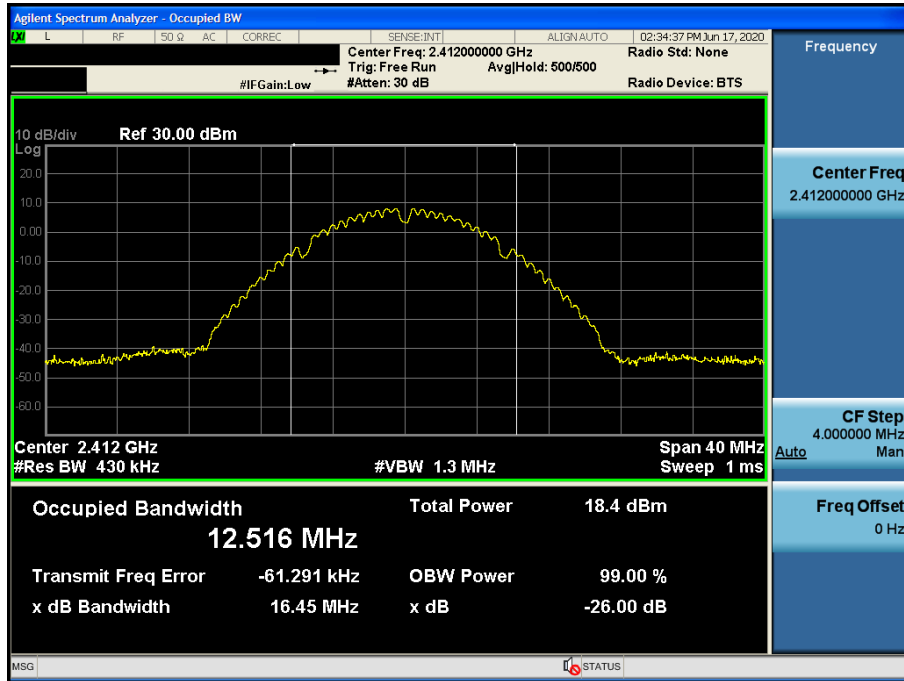 Agilent Spectrum Analyzer - Occupied BW
LXI L RF 50 Ω AC CORREC SENSE:INT ALIGN AUTO 02:34:37 PM Jun 17, 2020
Center Freq: 2.412000000 GHz Radio Std: None
Trig: Free Run Avg|Hold: 500/500
#IFGain:Low #Atten: 30 dB Radio Device: BTS
10 dB/div Ref 30.00 dBm
Log
20.0
10.0
0.00
-10.0
-20.0
-30.0
-40.0
-50.0
-60.0
Center 2.412 GHz Span 40 MHz
#Res BW 430 kHz #VBW 1.3 MHz Sweep 1 ms
Occupied Bandwidth Total Power 18.4 dBm
12.516 MHz
Transmit Freq Error -61.291 kHz OBW Power 99.00 %
x dB Bandwidth 16.45 MHz x dB -26.00 dB
MSG STATUS
Frequency
Center Freq
2.412000000 GHz
CF Step
4.000000 MHz
Auto Man
Freq Offset
0 Hz